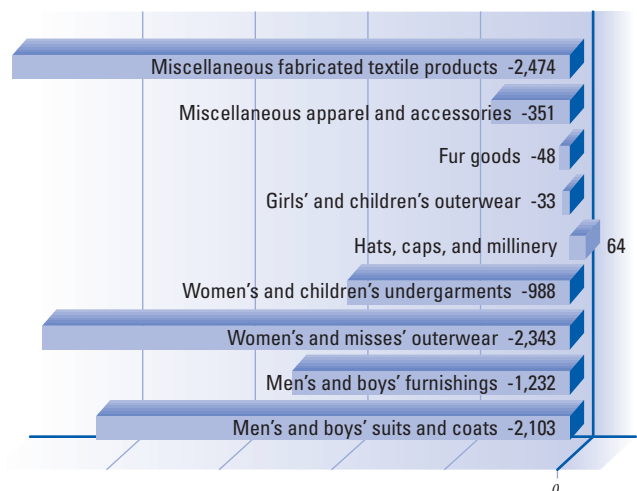 Miscellaneous fabricated textile products -2,474
Miscellaneous apparel and accessories -351
Fur goods -48
Girls’ and children’s outerwear -33
Hats, caps, and millinery 64
Women’s and children’s undergarments -988
Women’s and misses’ outerwear -2,343
Men’s and boys’ furnishings -1,232
Men’s and boys’ suits and coats -2,103
0